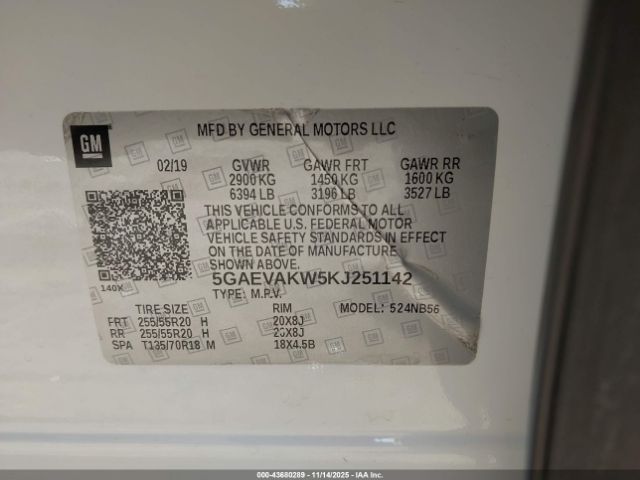 GM
MFD BY GENERAL MOTORS LLC
02/19 GVWR GAWR FRT GAWR RR
2900 KG 1450 KG 1600 KG
6394 LB 3196 LB 3527 LB
THIS VEHICLE CONFORMS TO ALL
APPLICABLE U.S. FEDERAL MOTOR
VEHICLE SAFETY STANDARDS IN EFFECT
ON THE DATE OF MANUFACTURE
SHOWN ABOVE
140X 5GAEVAKW5KJ251142
TYPE: M.P.V.
TIRE SIZE RIM MODEL: 524NB56
FRT 255/55R20 H 20X8J
RR 255/55R20 H 20X8J
SPA T135/70R18 M 18X4.5B
000-43680289 - 11/14/2025 - IAAI.com